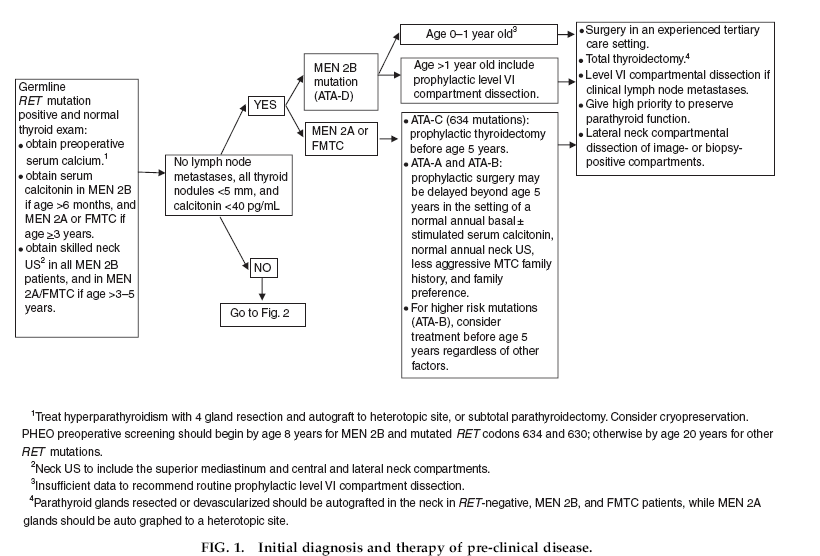 Germline
RET mutation
positive and normal
thyroid exam:
• obtain preoperative
serum calcium.1
• obtain serum
calcitonin in MEN 2B
if age >6 months, and
MEN 2A or FMTC if
age ≥3 years.
• obtain skilled neck
US2 in all MEN 2B
patients, and in MEN
2A/FMTC if age >3–5
years.
No lymph node
metastases, all thyroid
nodules <5 mm, and
calcitonin <40 pg/mL
YES
NO
Go to Fig. 2
MEN 2B
mutation
(ATA-D)
MEN 2A or
FMTC
Age 0–1 year old3
Age >1 year old include
prophylactic level VI
compartment dissection.
• ATA-C (634 mutations):
prophylactic thyroidectomy
before age 5 years.
• ATA-A and ATA-B:
prophylactic surgery may
be delayed beyond age 5
years in the setting of a
normal annual basal ±
stimulated serum calcitonin,
normal annual neck US,
less aggressive MTC family
history, and family
preference.
• For higher risk mutations
(ATA-B), consider
treatment before age 5
years regardless of other
factors.
• Surgery in an experienced tertiary
care setting.
• Total thyroidectomy.4
• Level VI compartmental dissection if
clinical lymph node metastases.
• Give high priority to preserve
parathyroid function.
• Lateral neck compartmental
dissection of image- or biopsy-
positive compartments.
1Treat hyperparathyroidism with 4 gland resection and autograft to heterotopic site, or subtotal parathyroidectomy. Consider cryopreservation.
PHEO preoperative screening should begin by age 8 years for MEN 2B and mutated RET codons 634 and 630; otherwise by age 20 years for other
RET mutations.
2Neck US to include the superior mediastinum and central and lateral neck compartments.
3Insufficient data to recommend routine prophylactic level VI compartment dissection.
4Parathyroid glands resected or devascularized should be autografted in the neck in RET-negative, MEN 2B, and FMTC patients, while MEN 2A
glands should be auto graphed to a heterotopic site.
FIG. 1. Initial diagnosis and therapy of pre-clinical disease.